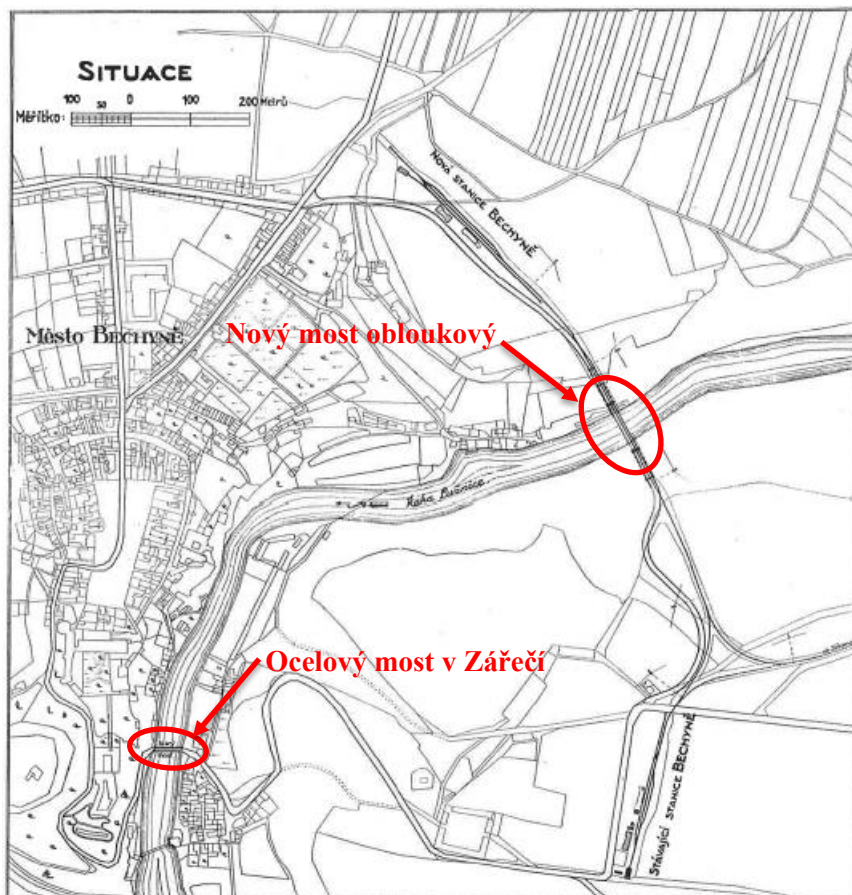 SITUACE
100 50 0 100 200 Metrů
Měřítko:
NOVÁ STANICE BECHYNĚ
Město BECHYNĚ
Nový most obloukový
Řeka Lužnice
Ocelový most v Zářečí
STÁVAJÍCÍ STANICE BECHYNĚ